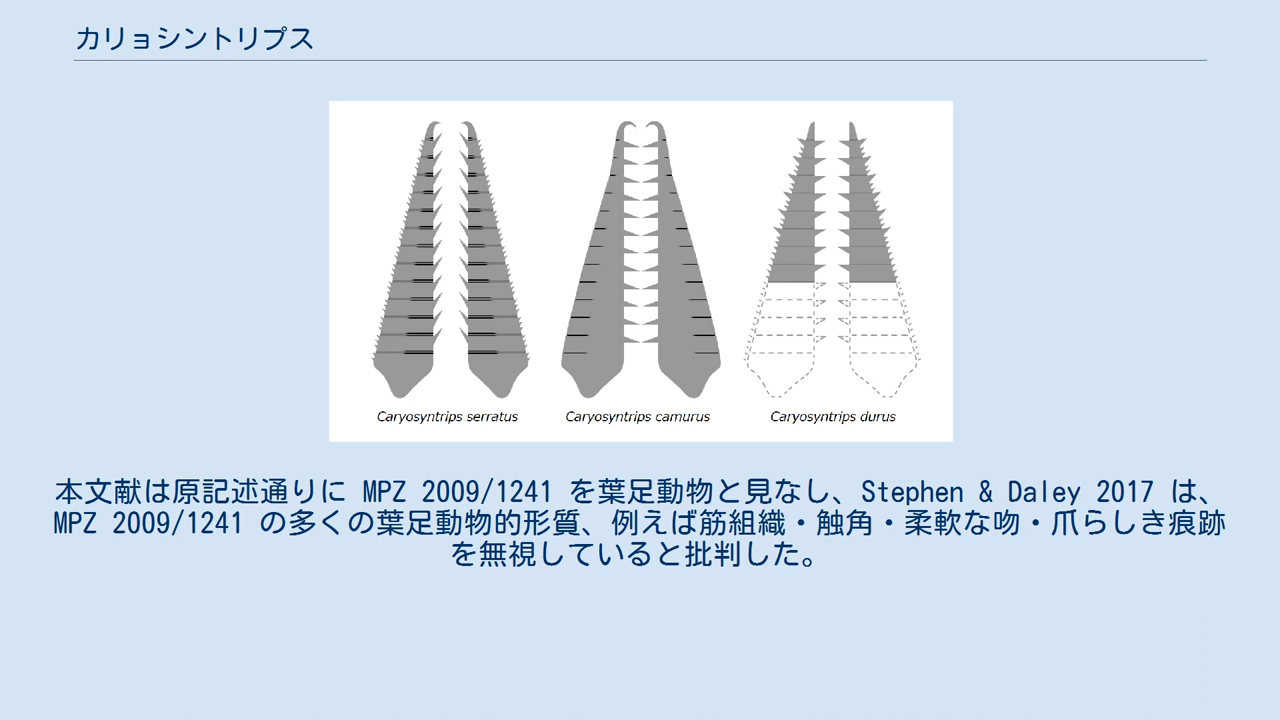 カリョシントリプス
Caryosyntrips serratus
Caryosyntrips camurus
Caryosyntrips durus
本文献は原記述通りに MPZ 2009/1241 を葉足動物と見なし、Stephen & Daley 2017 は、
MPZ 2009/1241 の多くの葉足動物的形質、例えば筋組織・触角・柔軟な吻・爪らしき痕跡
を無視していると批判した。